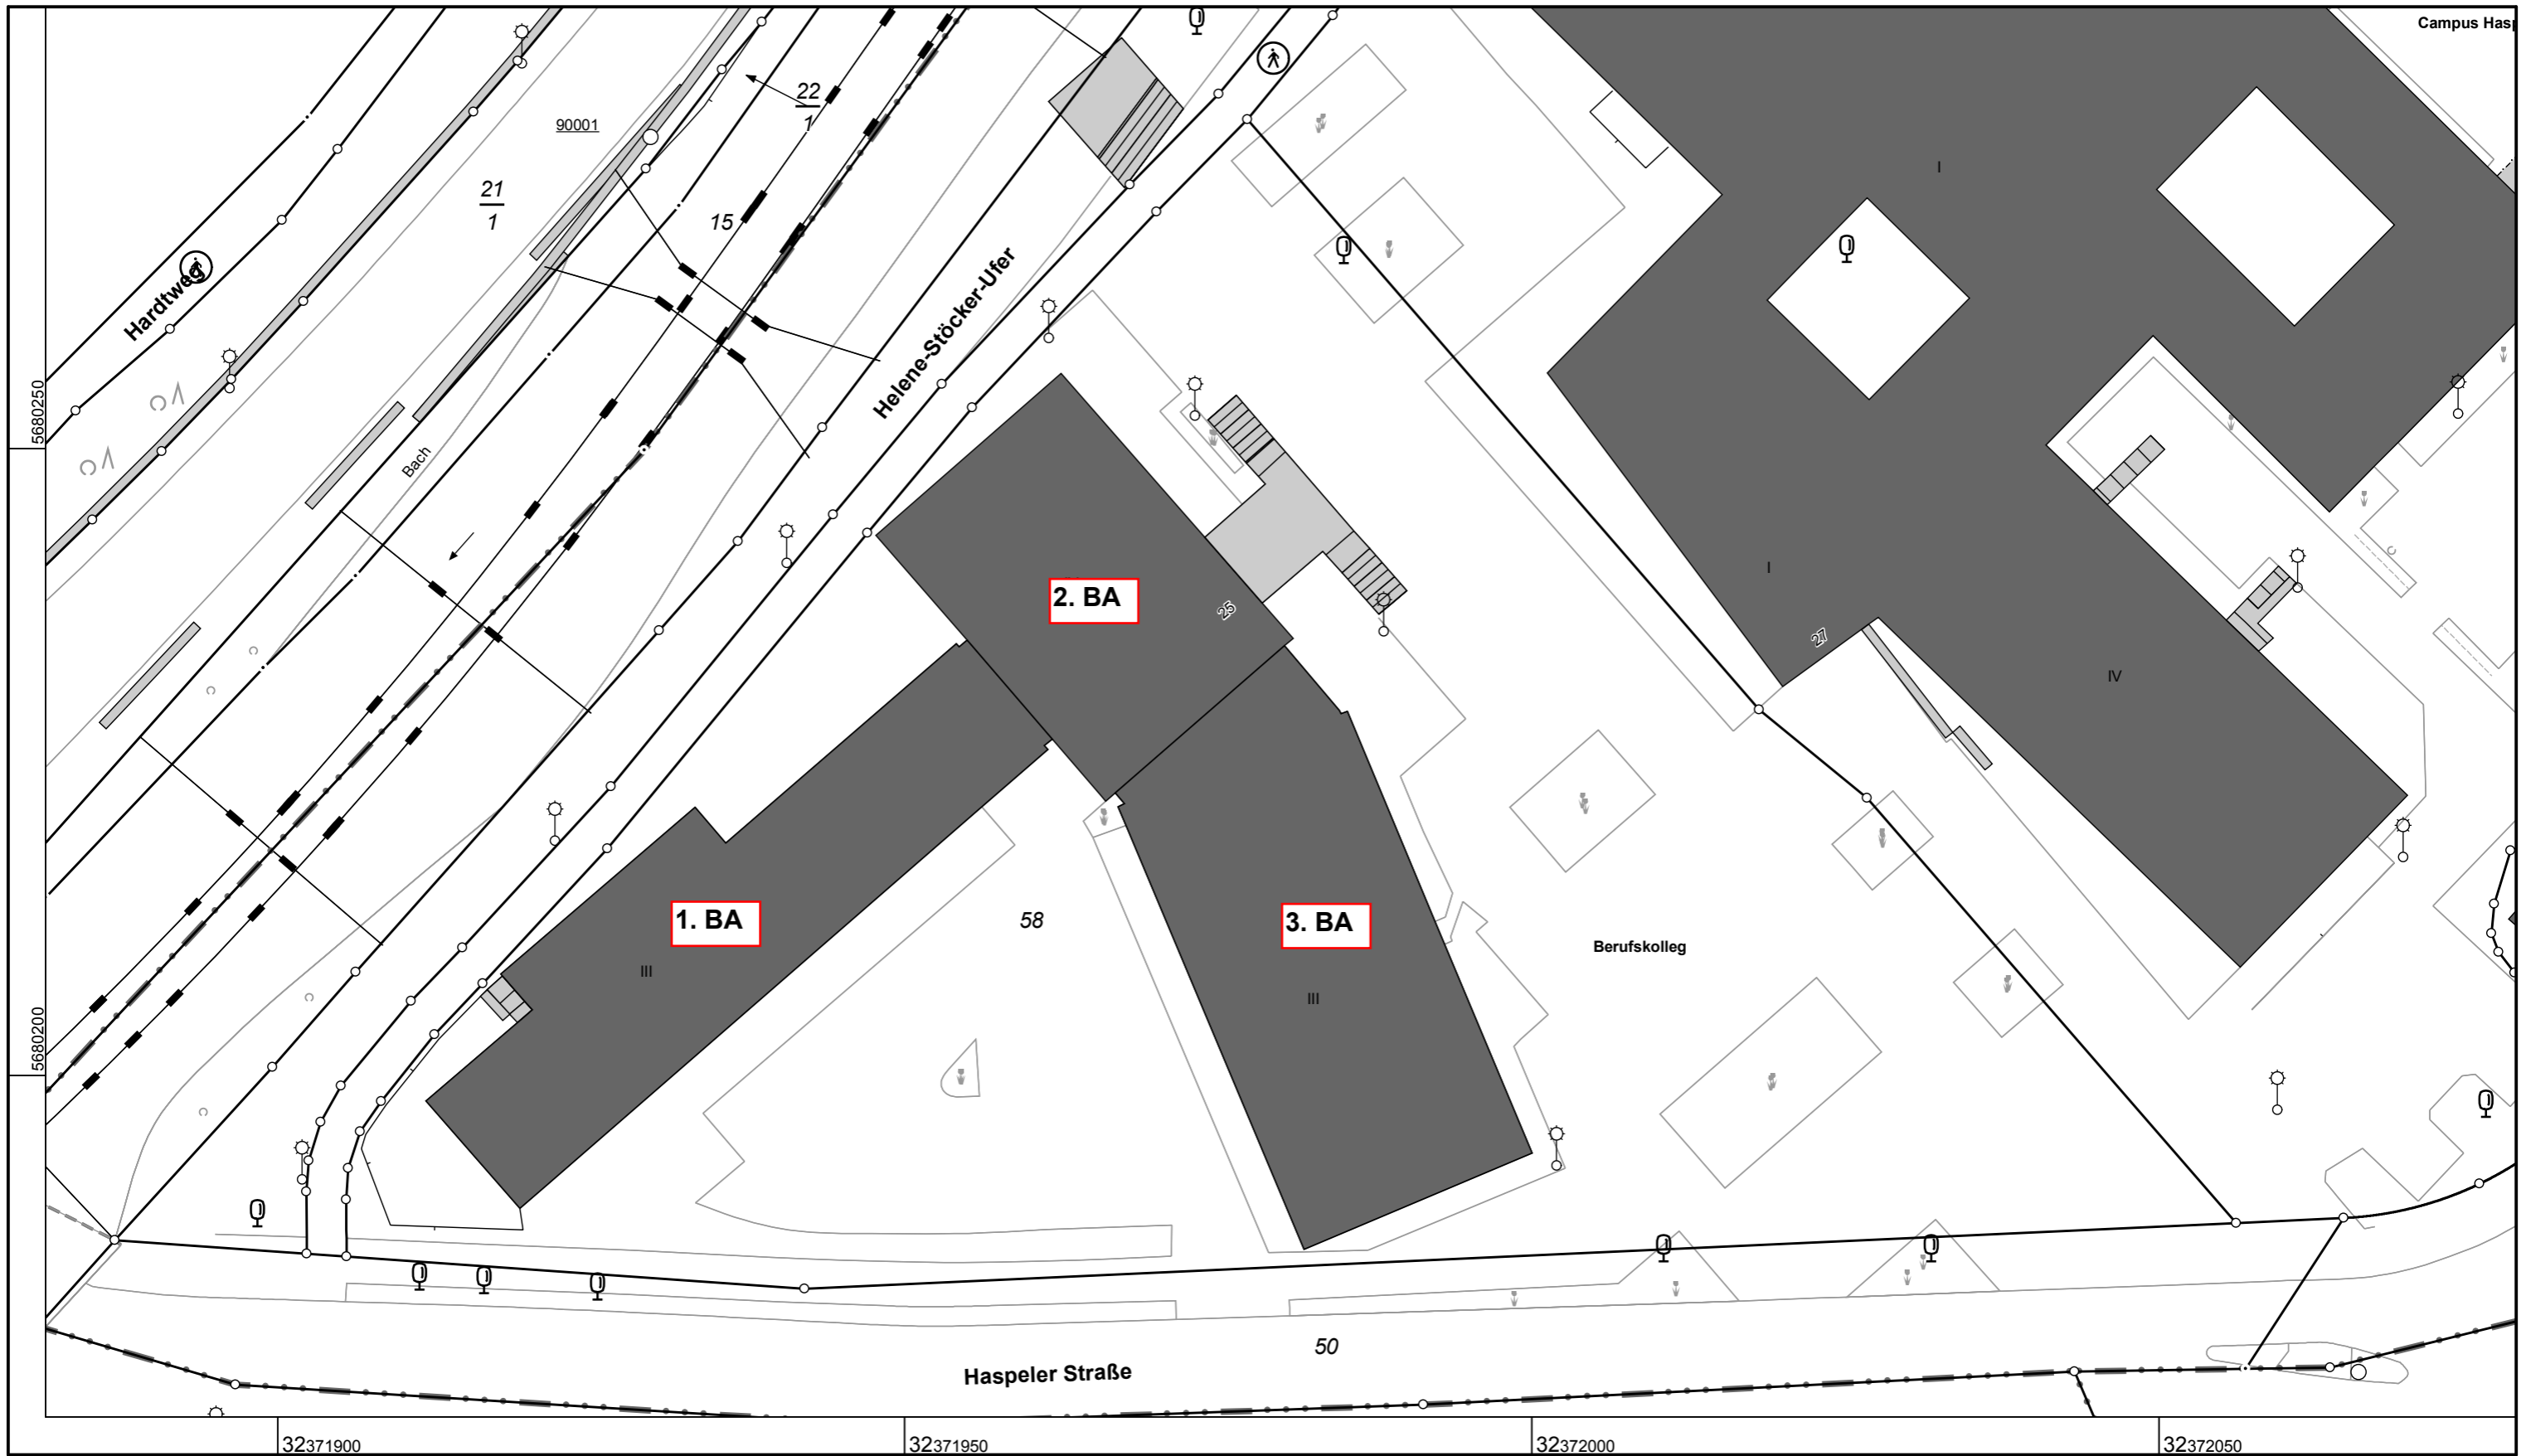 Campus Hasp
22
1
90001
21
1
15
I
Hardtweg
Helene-Stöcker-Ufer
5680250
Bach
I
2. BA
25
27
IV
1. BA
58
3. BA
Berufskolleg
III
III
5680200
50
Haspeler Straße
32371900
32371950
32372000
32372050